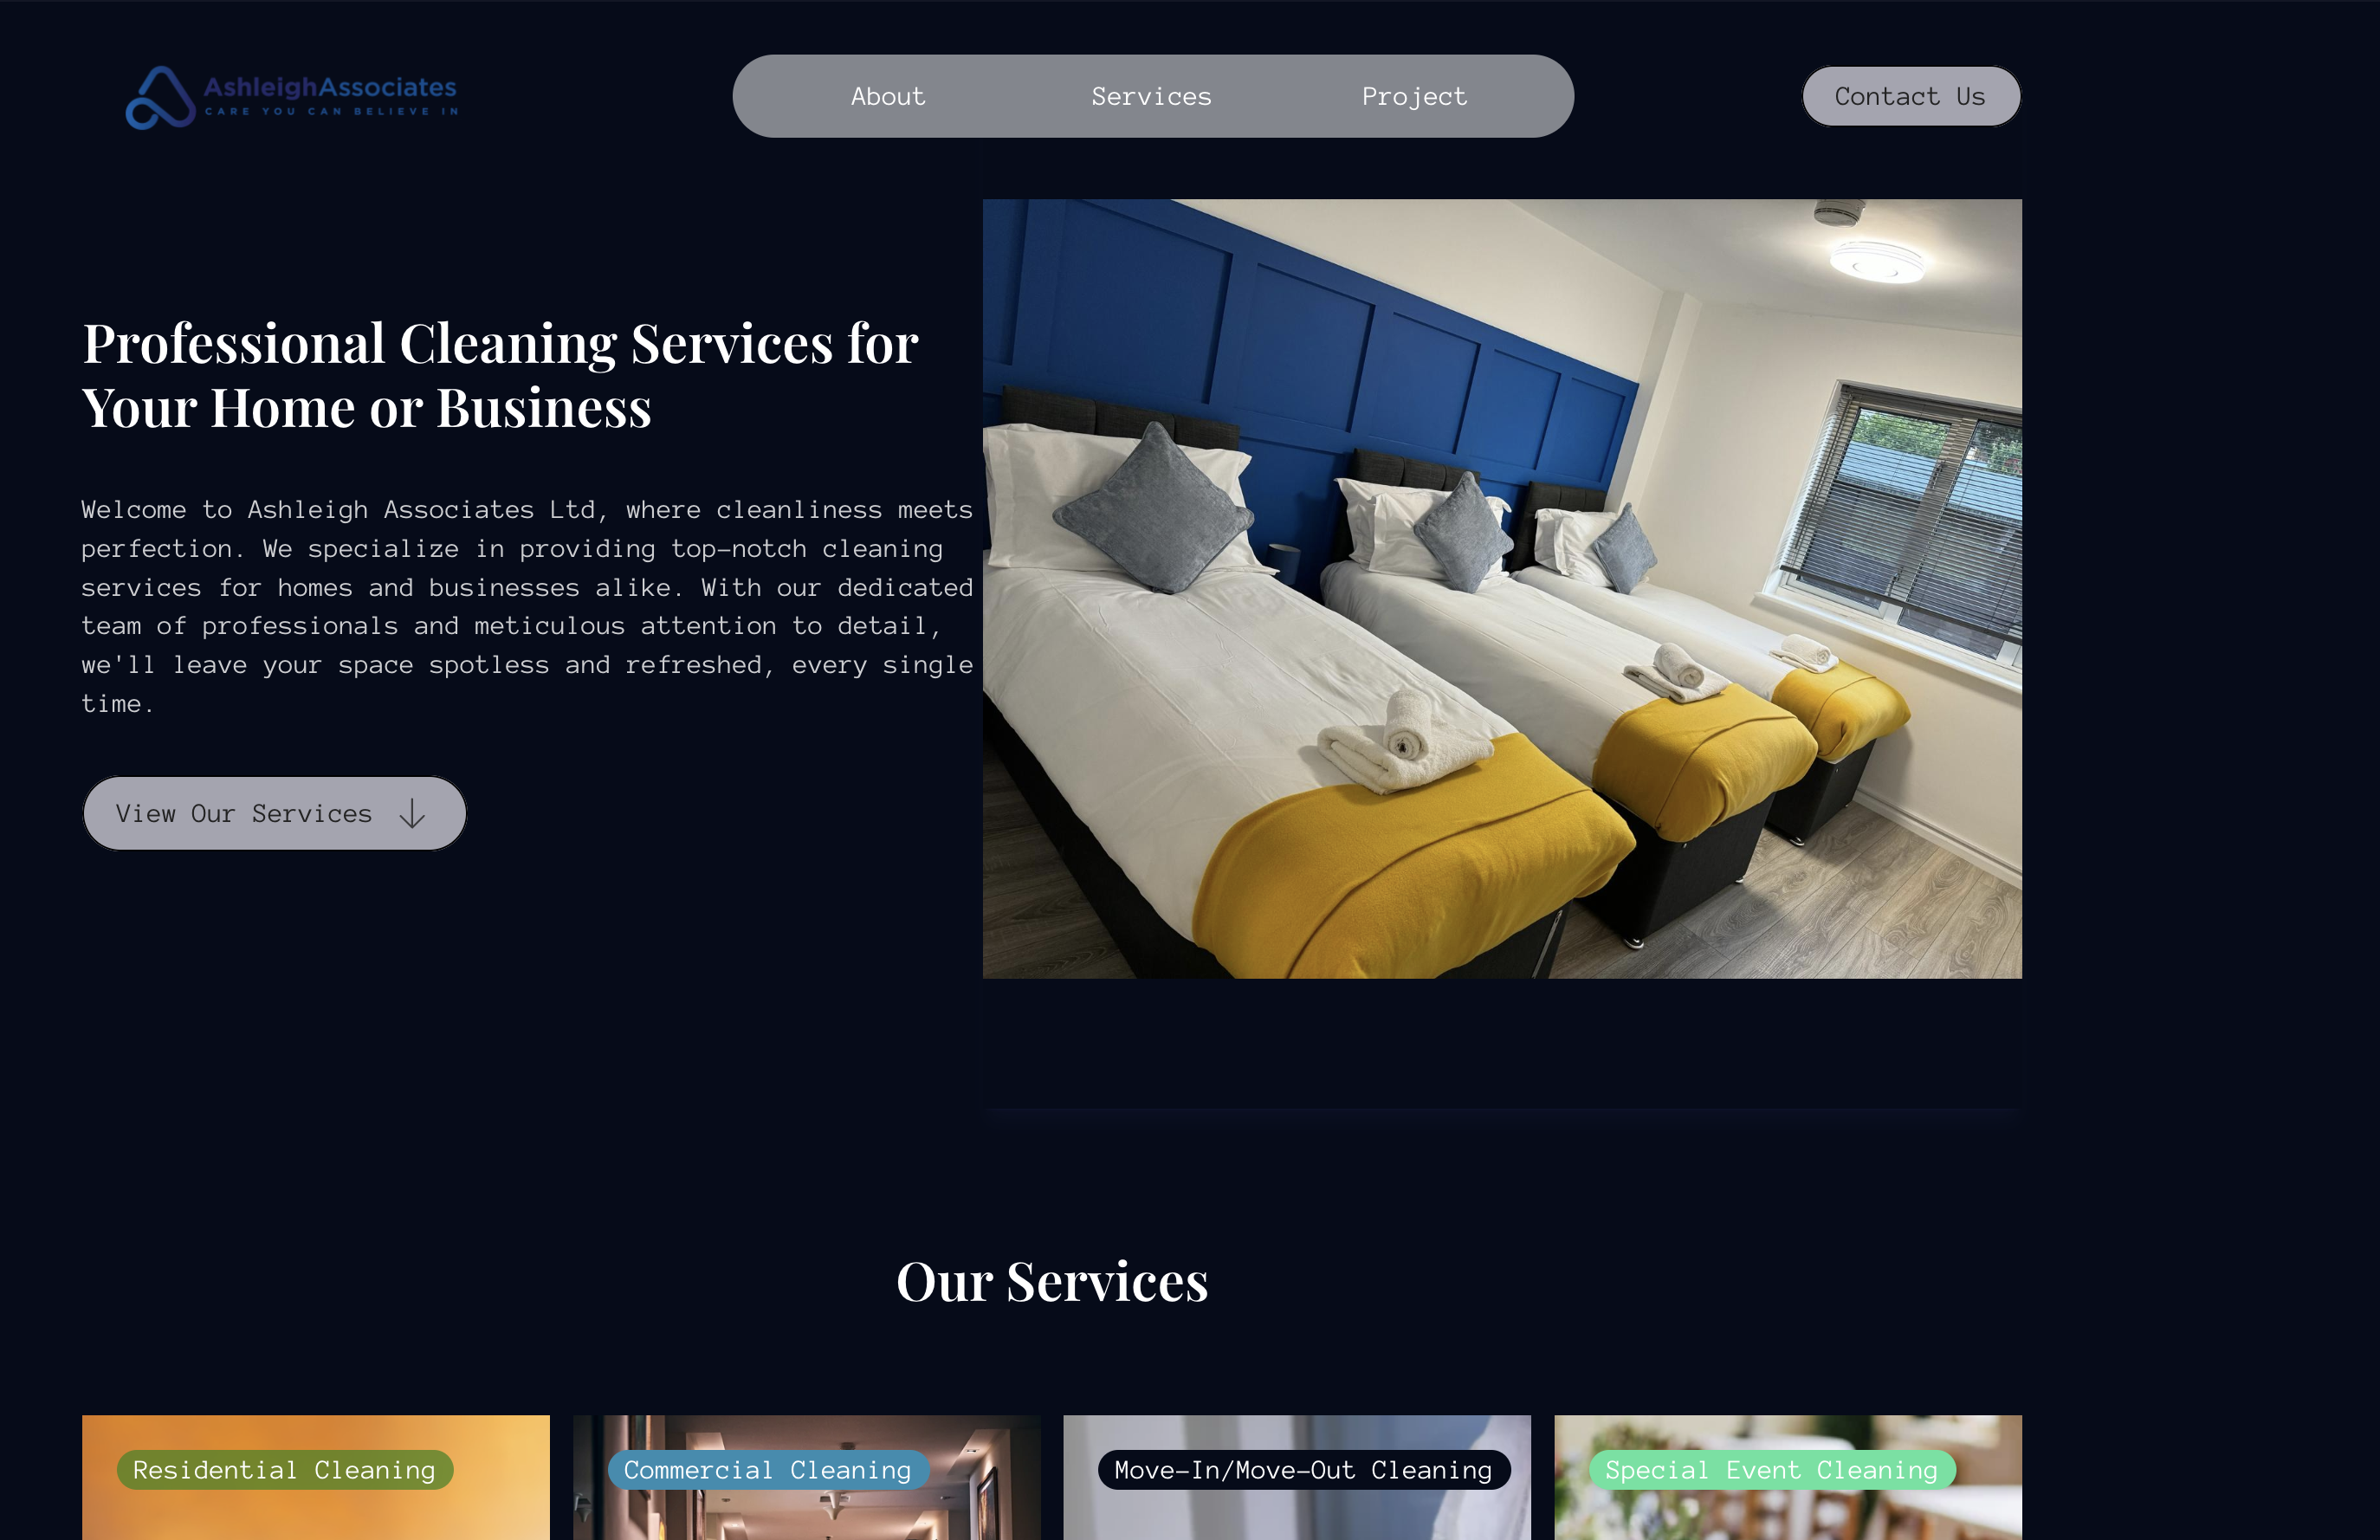 AshleighAssociates
CARE YOU CAN BELIEVE IN
About
Services
Project
Contact Us
Professional Cleaning Services for
Your Home or Business
Welcome to Ashleigh Associates Ltd, where cleanliness meets
perfection. We specialize in providing top-notch cleaning
services for homes and businesses alike. With our dedicated
team of professionals and meticulous attention to detail,
we'll leave your space spotless and refreshed, every single
time.
View Our Services
Our Services
Residential Cleaning
Commercial Cleaning
Move-In/Move-Out Cleaning
Special Event Cleaning